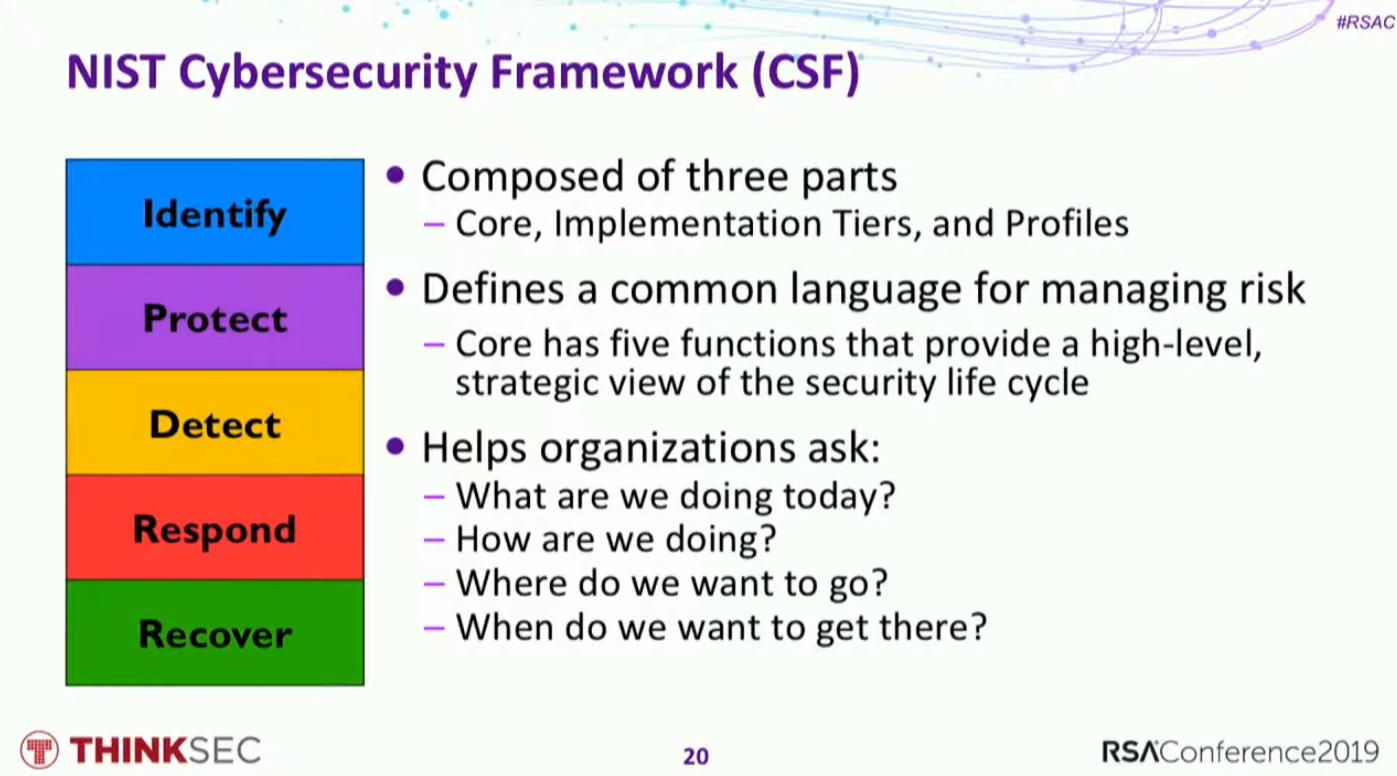 #RSAC
NIST Cybersecurity Framework (CSF)
Identify
Protect
Detect
Respond
Recover
• Composed of three parts
– Core, Implementation Tiers, and Profiles
• Defines a common language for managing risk
– Core has five functions that provide a high-level,
strategic view of the security life cycle
• Helps organizations ask:
– What are we doing today?
– How are we doing?
– Where do we want to go?
– When do we want to get there?
THINKSEC
20
RSAConference2019